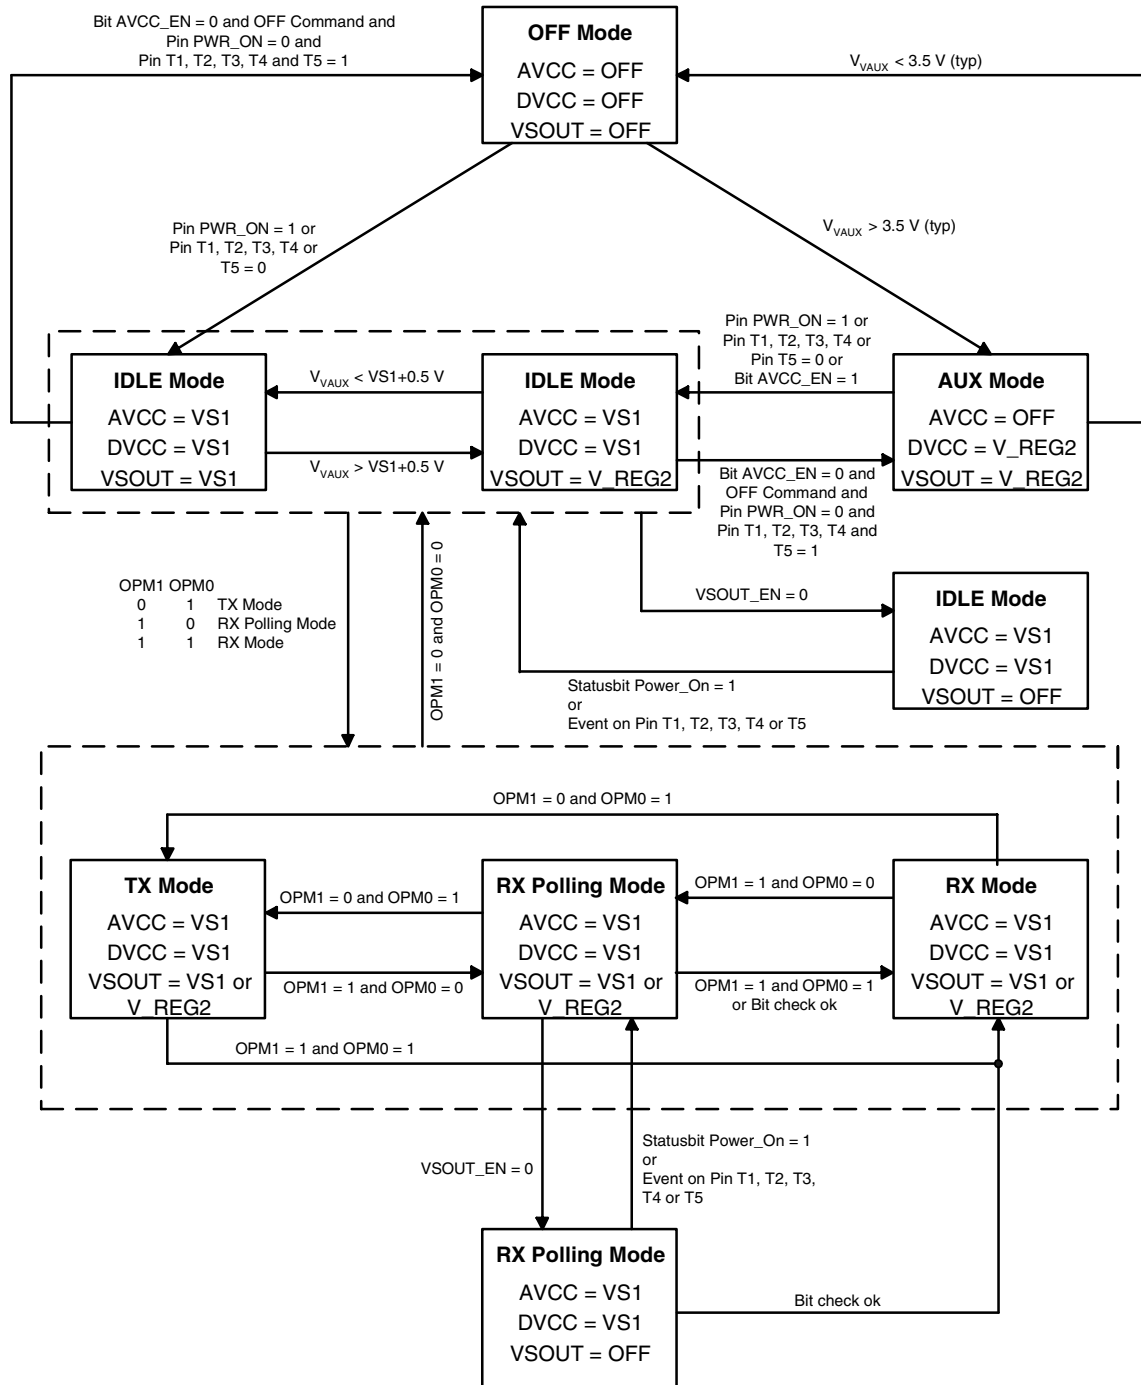 Bit AVCC_EN = 0 and OFF Command and
Pin PWR_ON = 0 and
Pin T1, T2, T3, T4 and T5 = 1
OFF Mode
AVCC = OFF
DVCC = OFF
VSOUT = OFF
V_VAUX < 3.5 V (typ)
Pin PWR_ON = 1 or
Pin T1, T2, T3, T4 or
T5 = 0
V_VAUX > 3.5 V (typ)
IDLE Mode
AVCC = VS1
DVCC = VS1
VSOUT = VS1
V_VAUX < VS1+0.5 V
V_VAUX > VS1+0.5 V
IDLE Mode
AVCC = VS1
DVCC = VS1
VSOUT = V_REG2
Pin PWR_ON = 1 or
Pin T1, T2, T3, T4 or
Pin T5 = 0 or
Bit AVCC_EN = 1
Bit AVCC_EN = 0 and
OFF Command and
Pin PWR_ON = 0 and
Pin T1, T2, T3, T4 and
T5 = 1
AUX Mode
AVCC = OFF
DVCC = V_REG2
VSOUT = V_REG2
OPM1 OPM0
0 1 TX Mode
1 0 RX Polling Mode
1 1 RX Mode
OPM1 = 0 and OPM0 = 0
VSOUT_EN = 0
Statusbit Power_On = 1
or
Event on Pin T1, T2, T3, T4 or T5
IDLE Mode
AVCC = VS1
DVCC = VS1
VSOUT = OFF
OPM1 = 0 and OPM0 = 1
TX Mode
AVCC = VS1
DVCC = VS1
VSOUT = VS1 or
V_REG2
OPM1 = 0 and OPM0 = 1
OPM1 = 1 and OPM0 = 0
RX Polling Mode
AVCC = VS1
DVCC = VS1
VSOUT = VS1 or
V_REG2
OPM1 = 1 and OPM0 = 0
OPM1 = 1 and OPM0 = 1
or Bit check ok
RX Mode
AVCC = VS1
DVCC = VS1
VSOUT = VS1 or
V_REG2
OPM1 = 1 and OPM0 = 1
VSOUT_EN = 0
Statusbit Power_On = 1
or
Event on Pin T1, T2, T3,
T4 or T5
RX Polling Mode
AVCC = VS1
DVCC = VS1
VSOUT = OFF
Bit check ok